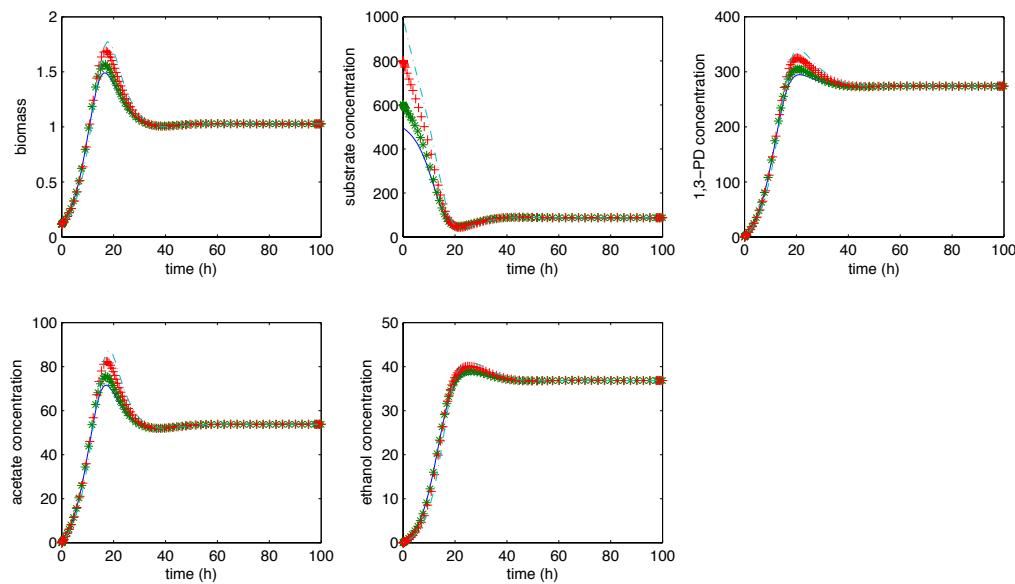 2
1.5
1
0.5
0
biomass
0 20 40 60 80 100
time (h)
1000
800
600
400
200
0
substrate concentration
0 20 40 60 80 100
time (h)
400
300
200
100
0
1,3−PD concentration
0 20 40 60 80 100
time (h)
100
80
60
40
20
0
acetate concentration
0 20 40 60 80 100
time (h)
50
40
30
20
10
0
ethanol concentration
0 20 40 60 80 100
time (h)